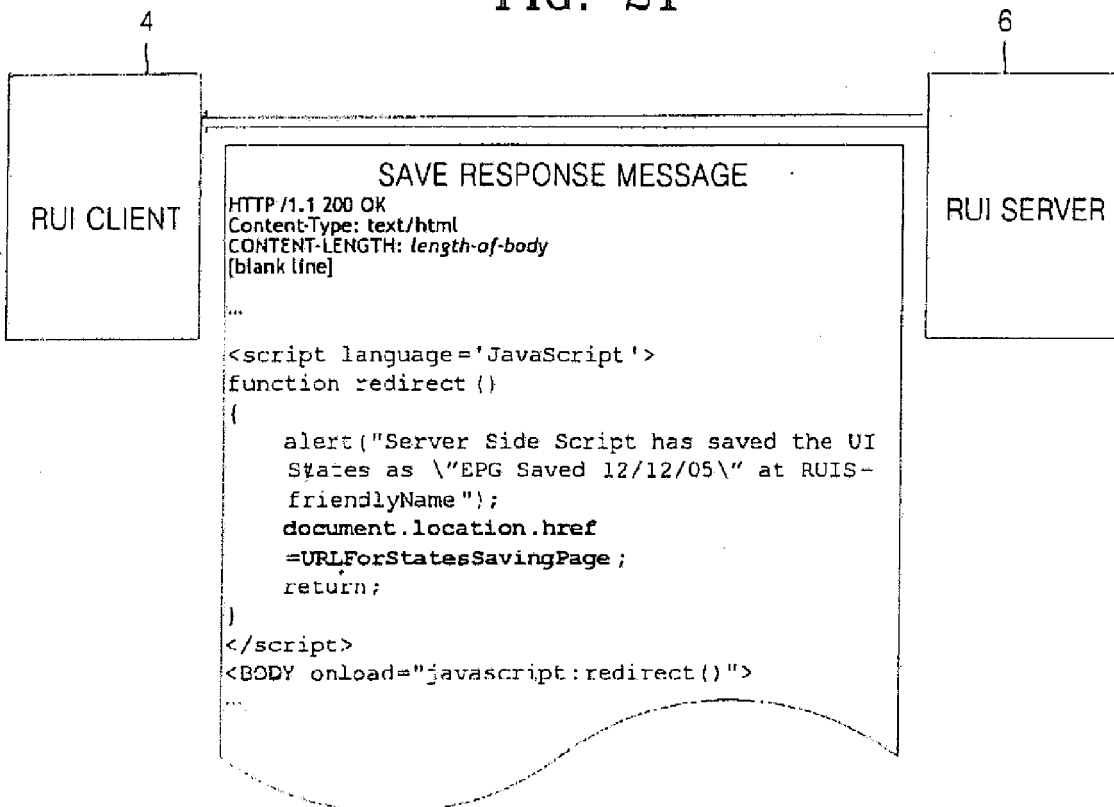 FIG. 21
4
6
RUI CLIENT
RUI SERVER
SAVE RESPONSE MESSAGE
HTTP /1.1 200 OK
Content-Type: text/html
CONTENT-LENGTH: length-of-body
[blank line]
...
<script language='JavaScript'>
function redirect ()
{
alert("Server Side Script has saved the UI
States as \"EPG Saved 12/12/05\" at RUIS-
friendlyName");
document.location.href
=URLForStatesSavingPage;
return;
}
</script>
<BODY onload="javascript:redirect()">
...